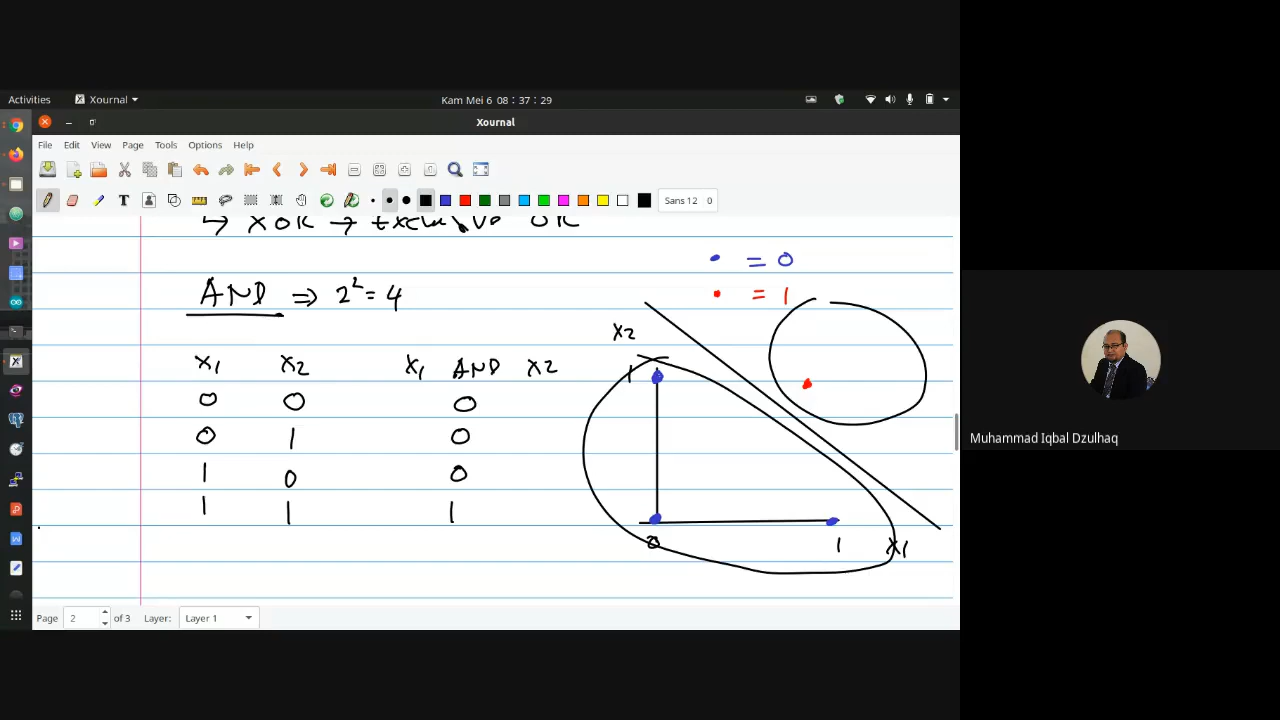 Activities Xournal Kam Mei 6 08:37:29
Xournal
File Edit View Page Tools Options Help
T Sans 12 0
↳ XOR → Exclusive OR
• = 0
AND ⇒ 2² = 4
• = 1
X2
X1 X2 X1 AND X2
1
0 0 0
0 1 0
1 0 0
1 1 1
0 1 X1
Muhammad Iqbal Dzulhaq
Page 2 of 3 Layer: Layer 1